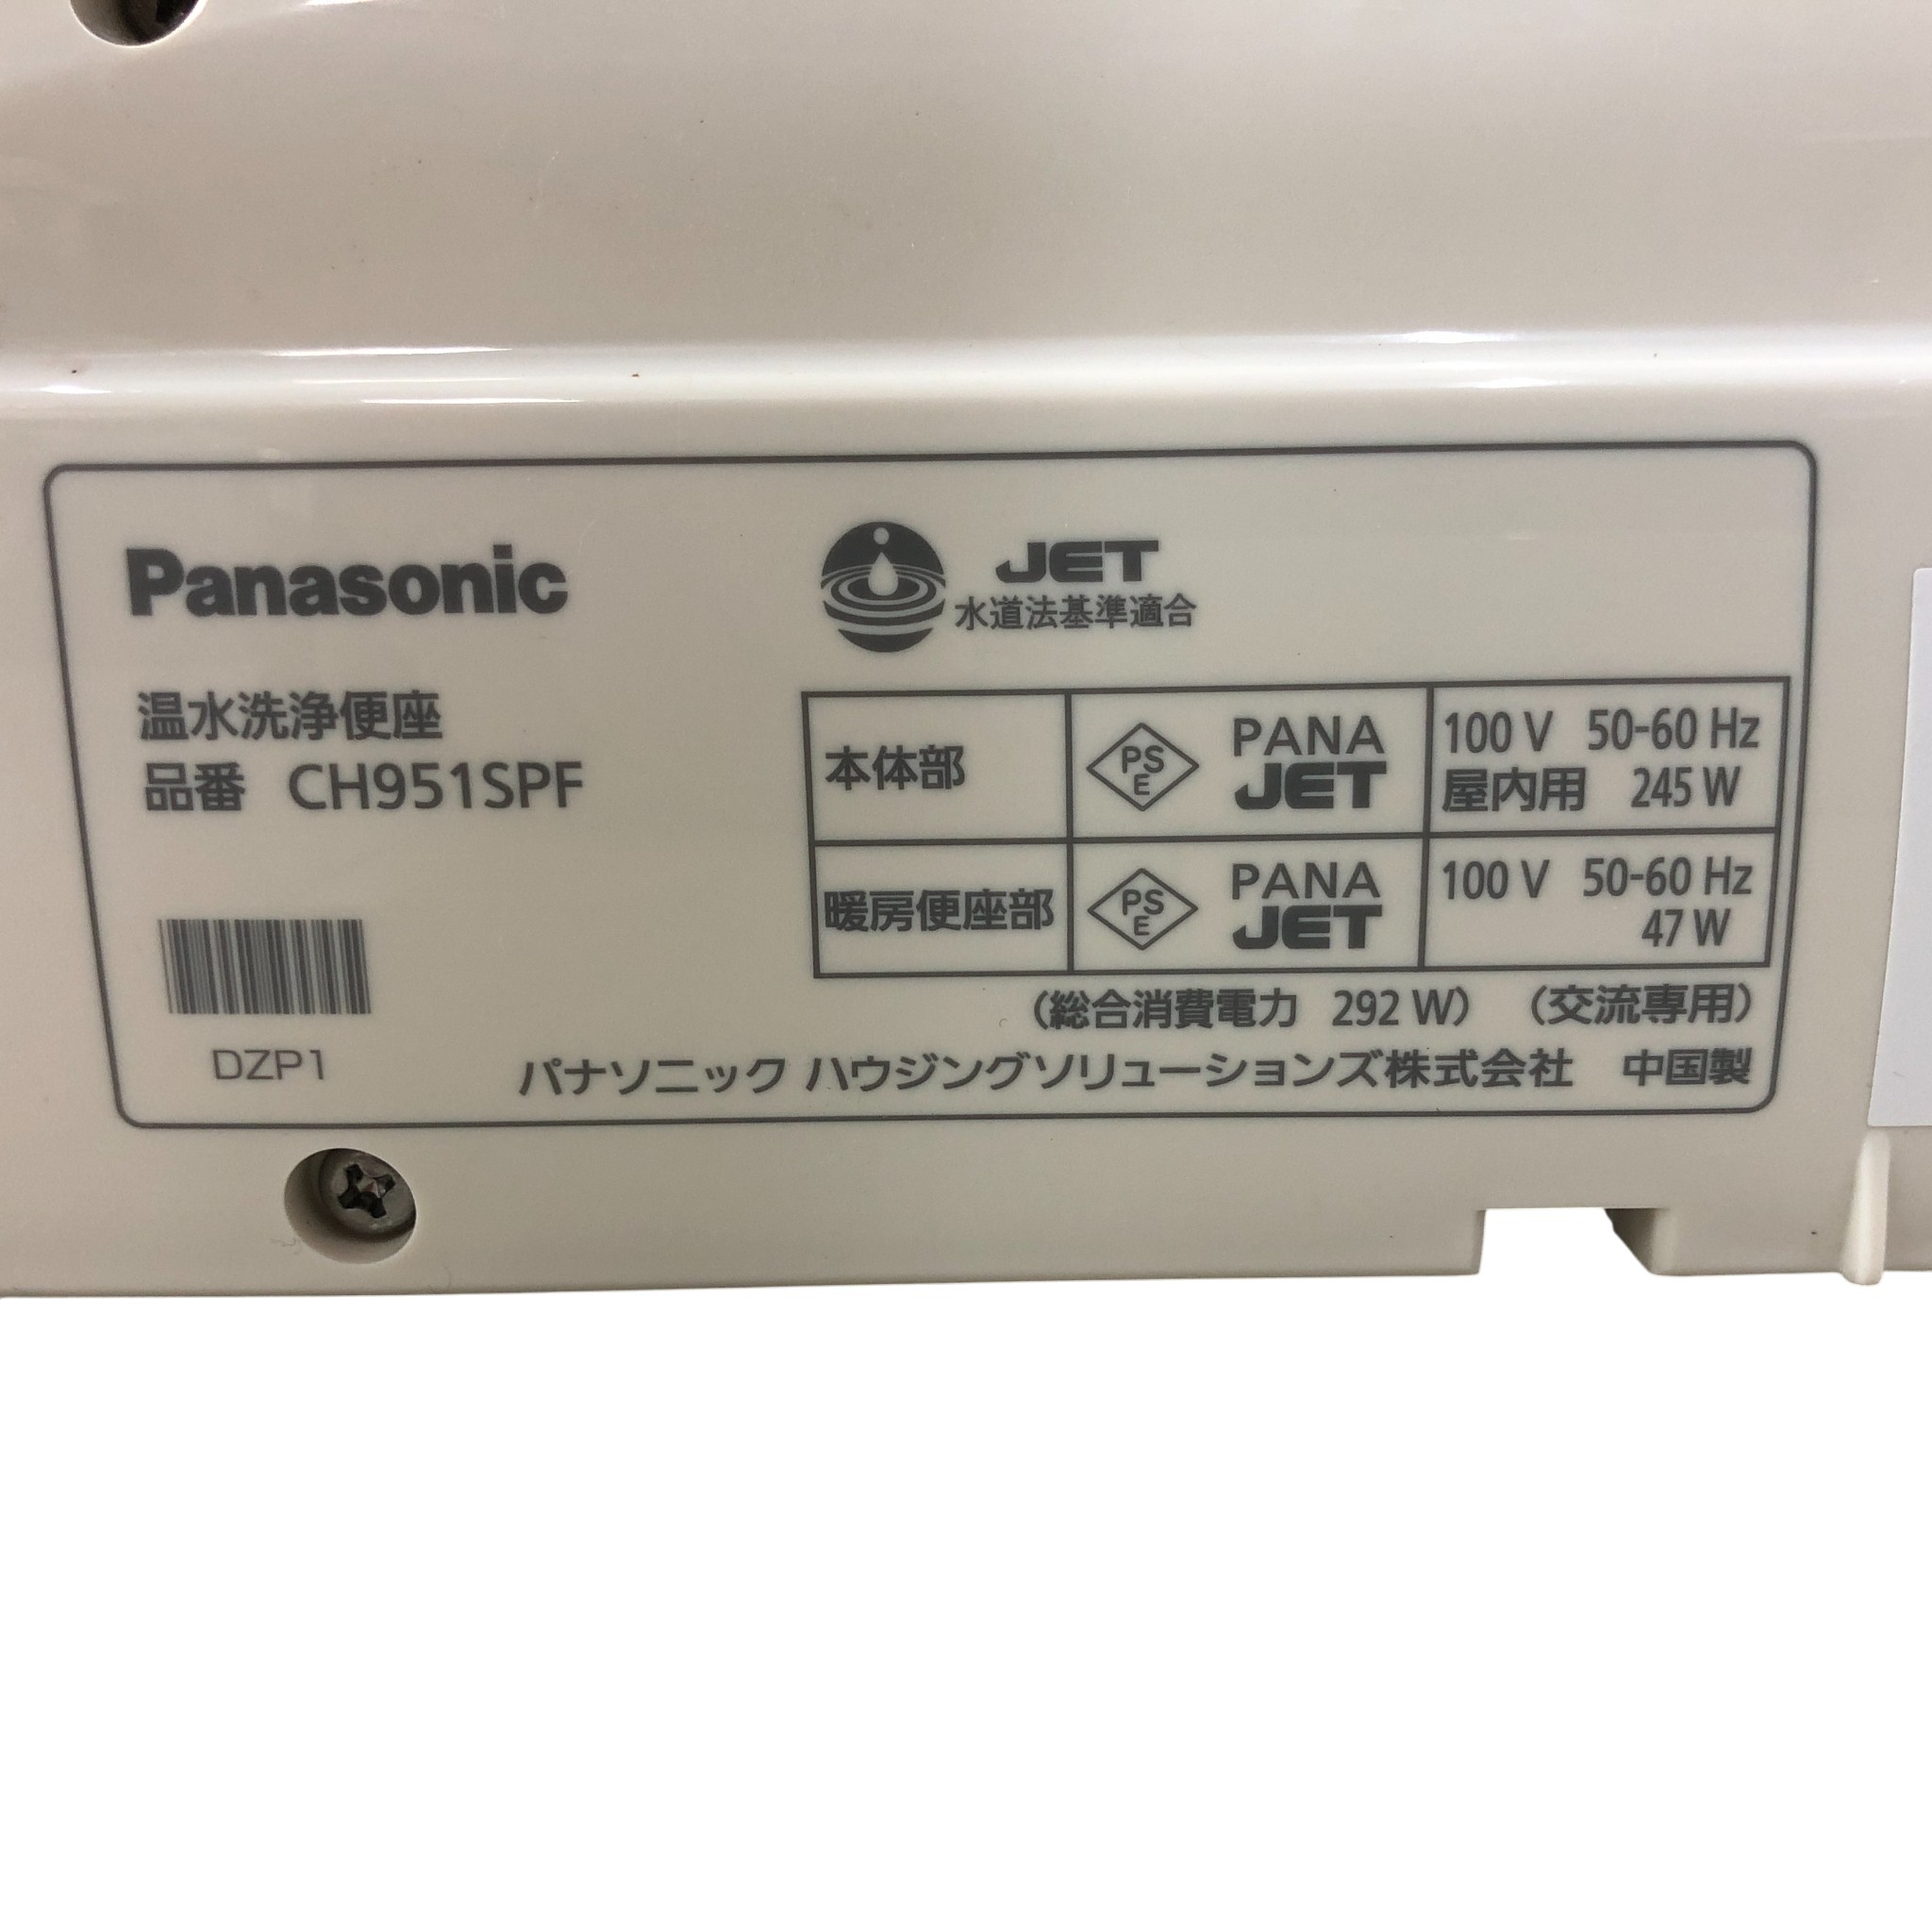 Panasonic
JET
水道法基準適合
温水洗浄便座
品番 CH951SPF
本体部 PS E PANA JET 100 V 50-60 Hz
屋内用 245 W
暖房便座部 PS E PANA JET 100 V 50-60 Hz
47 W
（総合消費電力 292 W） （交流専用）
DZP1
パナソニック ハウジングソリューションズ株式会社 中国製